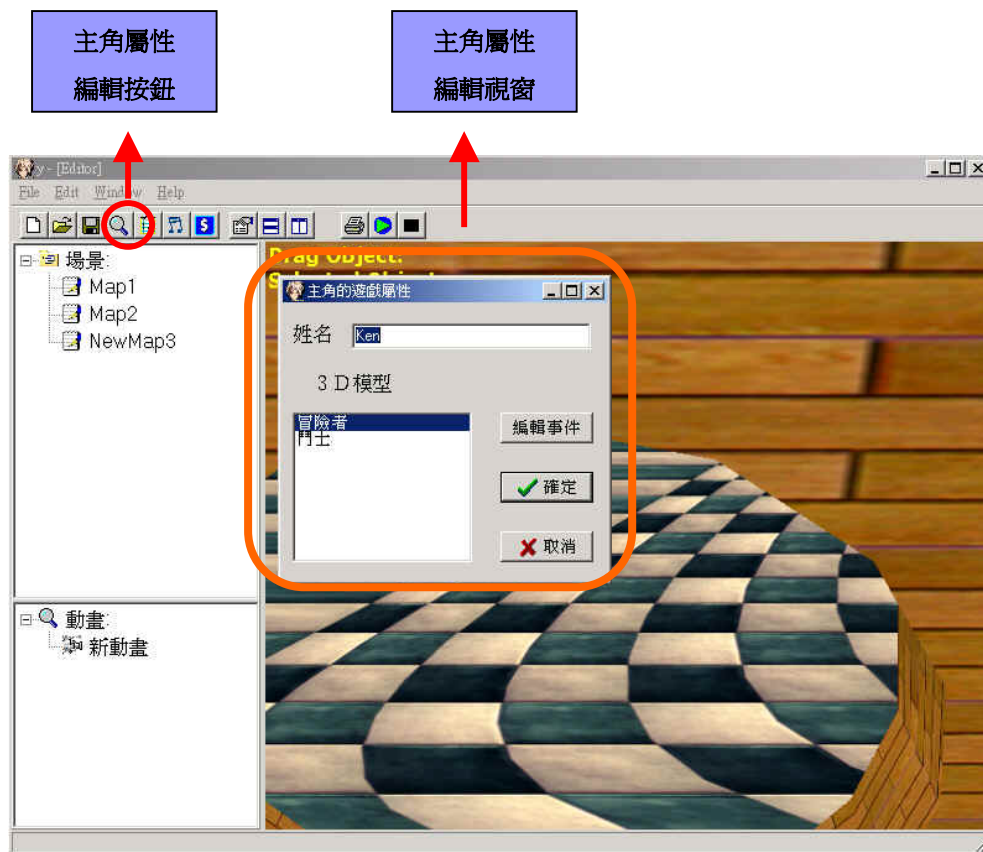 主角屬性
編輯按鈕
主角屬性
編輯視窗
y - [Editor]
File Edit Window Help
場景:
Map1
Map2
NewMap3
Drag Object:
主角的遊戲屬性
姓名 Ken
3D模型
冒險者
鬥士
編輯事件
確定
取消
動畫:
新動畫